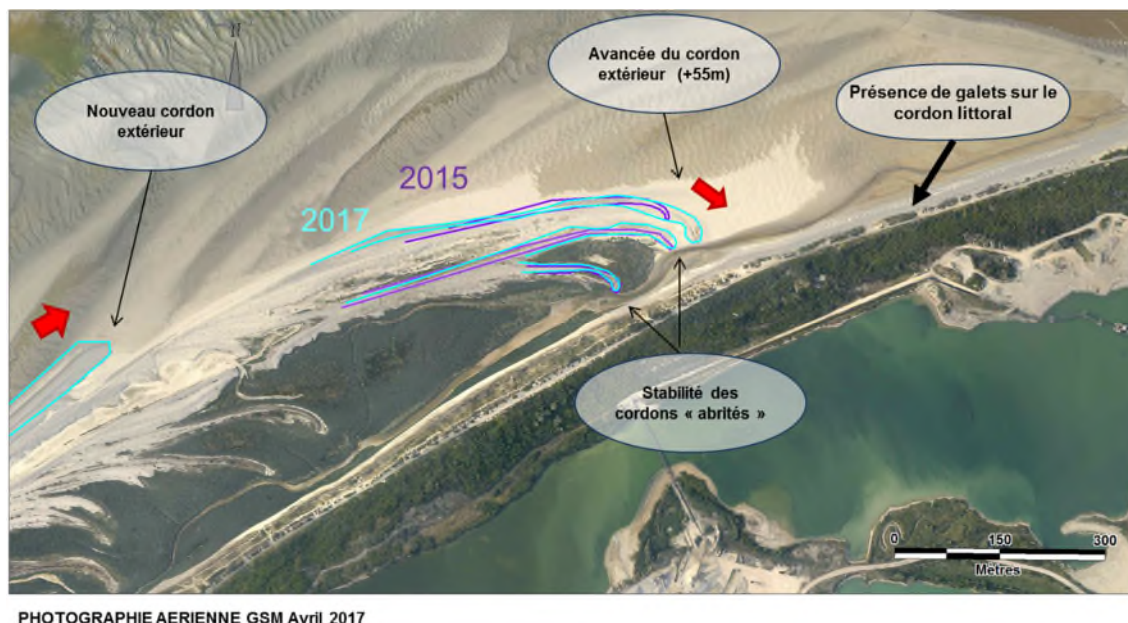 N
Nouveau cordon
extérieur
Avancée du cordon
extérieur (+55m)
Présence de galets sur le
cordon littoral
2015
2017
Stabilité des
cordons « abrités »
0 150 300
Mètres
PHOTOGRAPHIE AERIENNE GSM Avril 2017